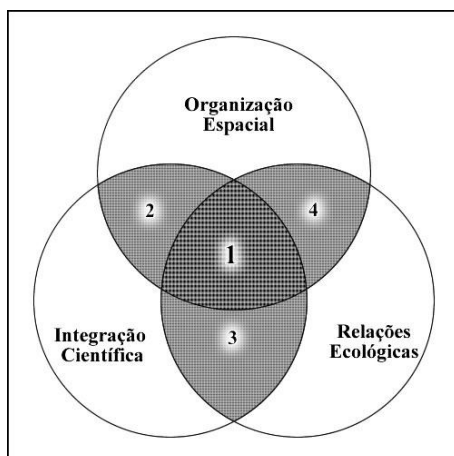 Organização
Espacial
2
4
1
Integração
Científica
3
Relações
Ecológicas